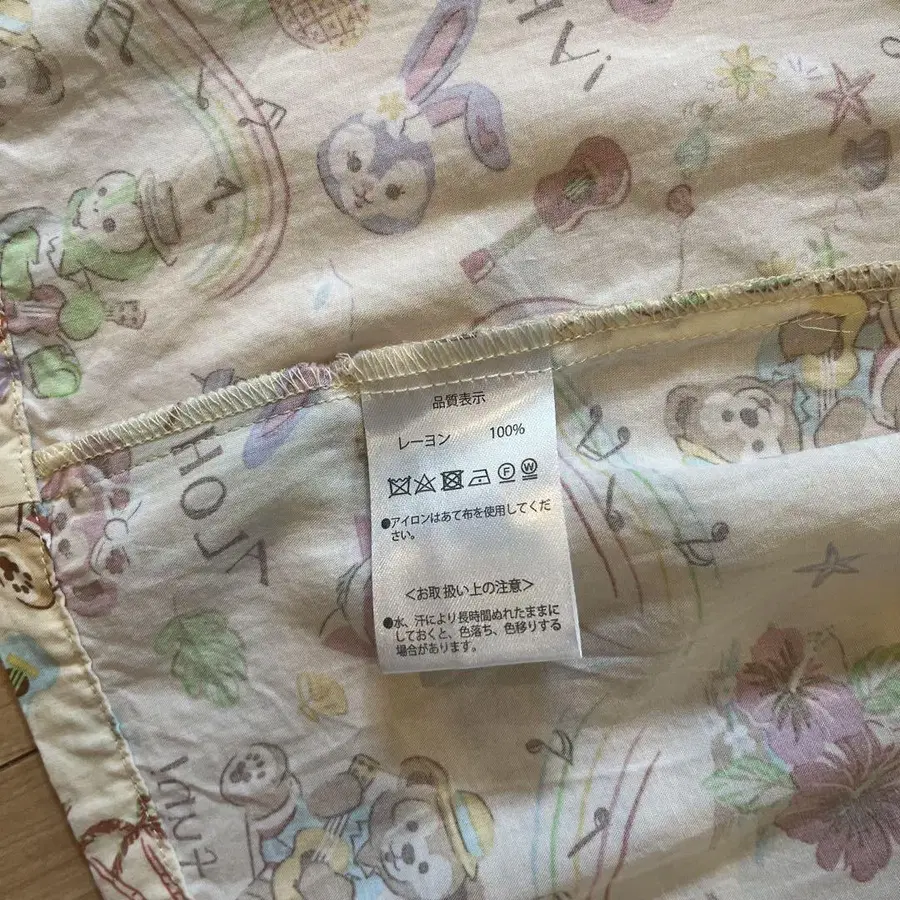 品質表示
レーヨン 100%
F W
●アイロンはあて布を使用してくだ
さい。
<お取扱い上の注意>
●水、汗により長時間ぬれたままに
しておくと、色落ち、色移りする
場合があります。